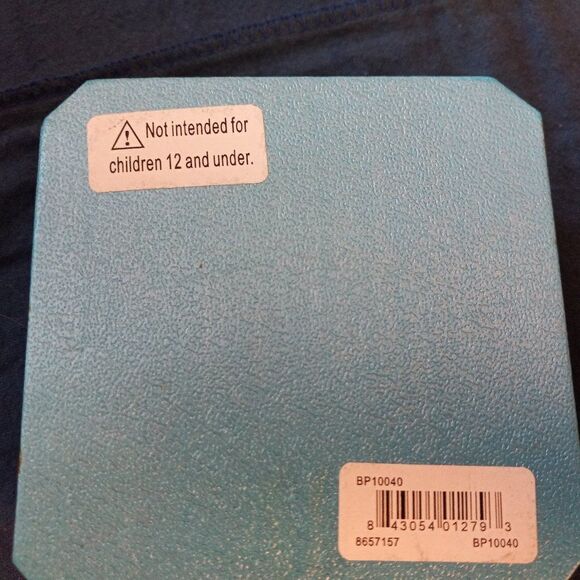 ⚠ Not intended for
children 12 and under.
BP10040
8 43054 01279 3
8657157 BP10040